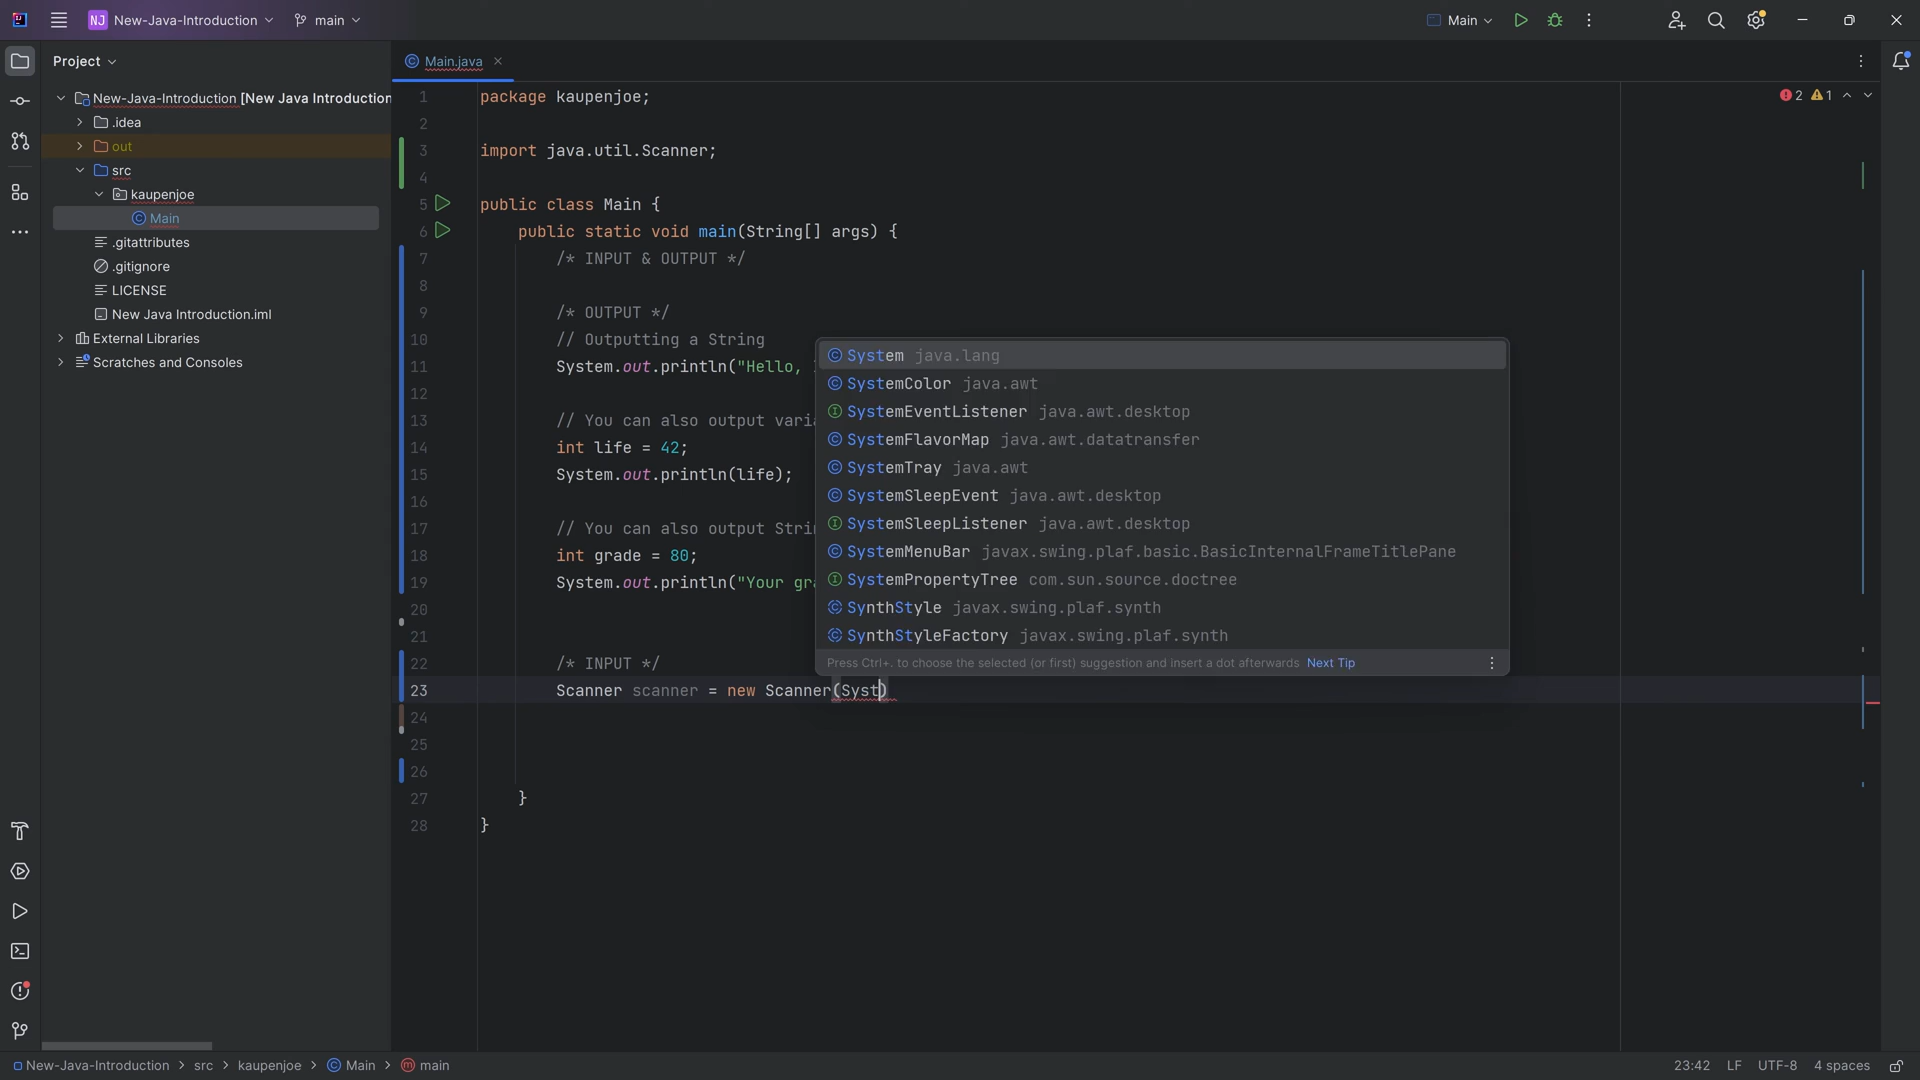 NJ New-Java-Introduction main Main
Project
Main.java
New-Java-Introduction [New Java Introduction
.idea
out
src
kaupenjoe
Main
.gitattributes
.gitignore
LICENSE
New Java Introduction.iml
External Libraries
Scratches and Consoles
2 1
1 package kaupenjoe;
2
3 import java.util.Scanner;
4
5 public class Main {
6 public static void main(String[] args) {
7 /* INPUT & OUTPUT */
8
9 /* OUTPUT */
10 // Outputting a String
11 System.out.println("Hello,
12
13 // You can also output varia
14 int life = 42;
15 System.out.println(life);
16
17 // You can also output Strin
18 int grade = 80;
19 System.out.println("Your gra
20
21
22 /* INPUT */
23 Scanner scanner = new Scanner(Syst)
24
25
26
27 }
28 }
System java.lang
SystemColor java.awt
SystemEventListener java.awt.desktop
SystemFlavorMap java.awt.datatransfer
SystemTray java.awt
SystemSleepEvent java.awt.desktop
SystemSleepListener java.awt.desktop
SystemMenuBar javax.swing.plaf.basic.BasicInternalFrameTitlePane
SystemPropertyTree com.sun.source.doctree
SynthStyle javax.swing.plaf.synth
SynthStyleFactory javax.swing.plaf.synth
Press Ctrl+. to choose the selected (or first) suggestion and insert a dot afterwards Next Tip
New-Java-Introduction > src > kaupenjoe > Main > main 23:42 LF UTF-8 4 spaces